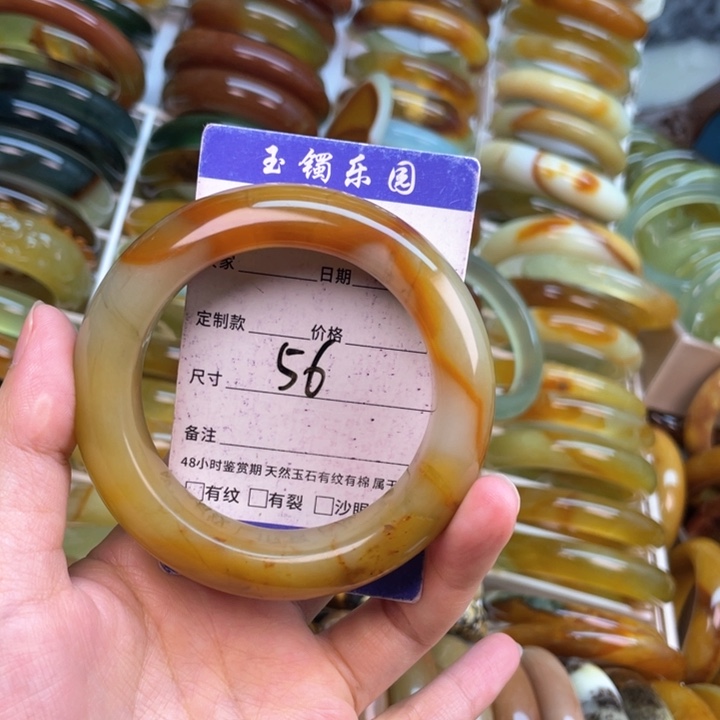 玉镯乐园
家 日期
定制款 价格
56
尺寸
备注
48小时鉴赏期 天然玉石有纹有棉属于
有纹 有裂 沙眼